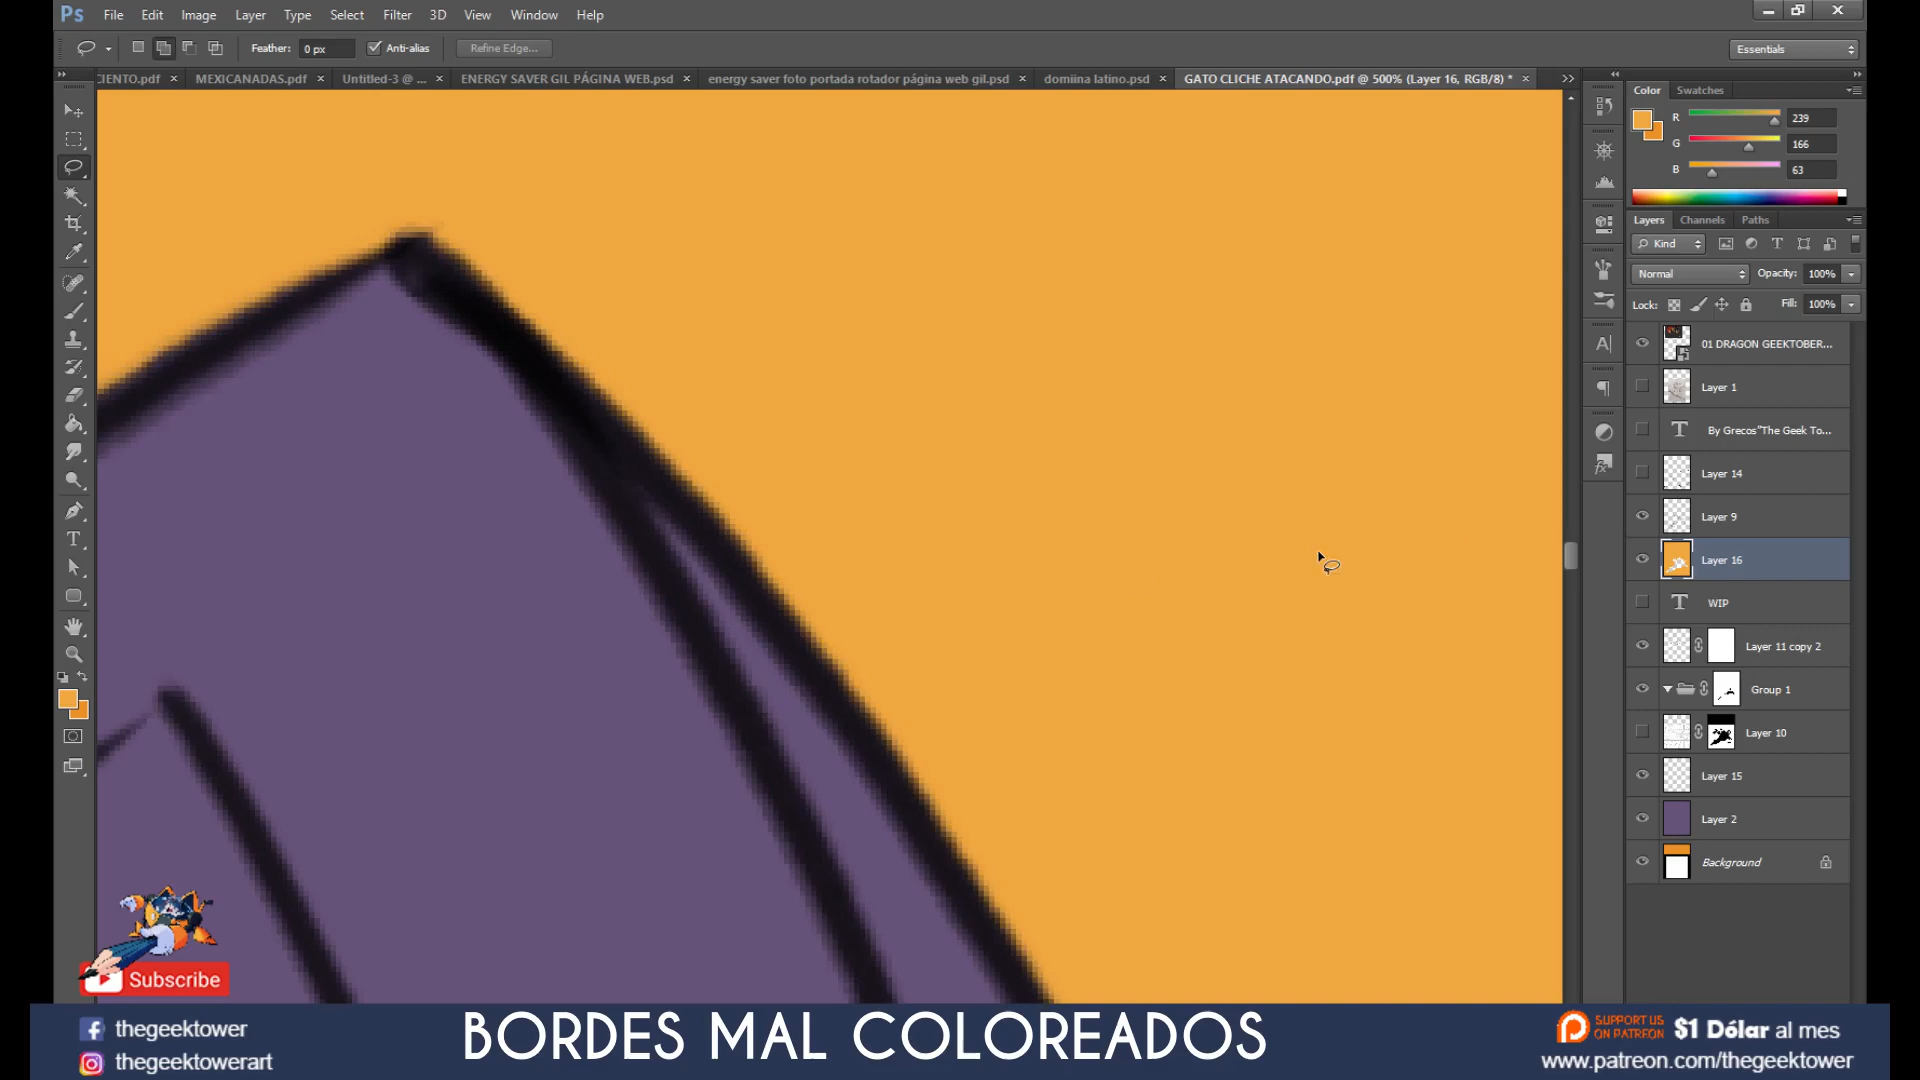 Ps File Edit Image Layer Type Select Filter 3D View Window Help
Feather: 0 px Anti-alias Refine Edge... Essentials
CIENTO.pdf × MEXICANADAS.pdf × Untitled-3 @ ... × ENERGY SAVER GIL PÁGINA WEB.psd × energy saver foto portada rotador página web gil.psd × domiina latino.psd × GATO CLICHE ATACANDO.pdf @ 500% (Layer 16, RGB/8) * ×
Color Swatches
R 239
G 166
B 63
Layers Channels Paths
Kind
Normal Opacity: 100%
Lock: Fill: 100%
01 DRAGON GEEKTOBER...
Layer 1
By Grecos"The Geek To...
Layer 14
Layer 9
Layer 16
WIP
Layer 11 copy 2
Group 1
Layer 10
Layer 15
Layer 2
Background
Subscribe
thegeektower
thegeektowerart
BORDES MAL COLOREADOS
SUPPORT US ON PATREON $1 Dólar al mes
www.patreon.com/thegeektower